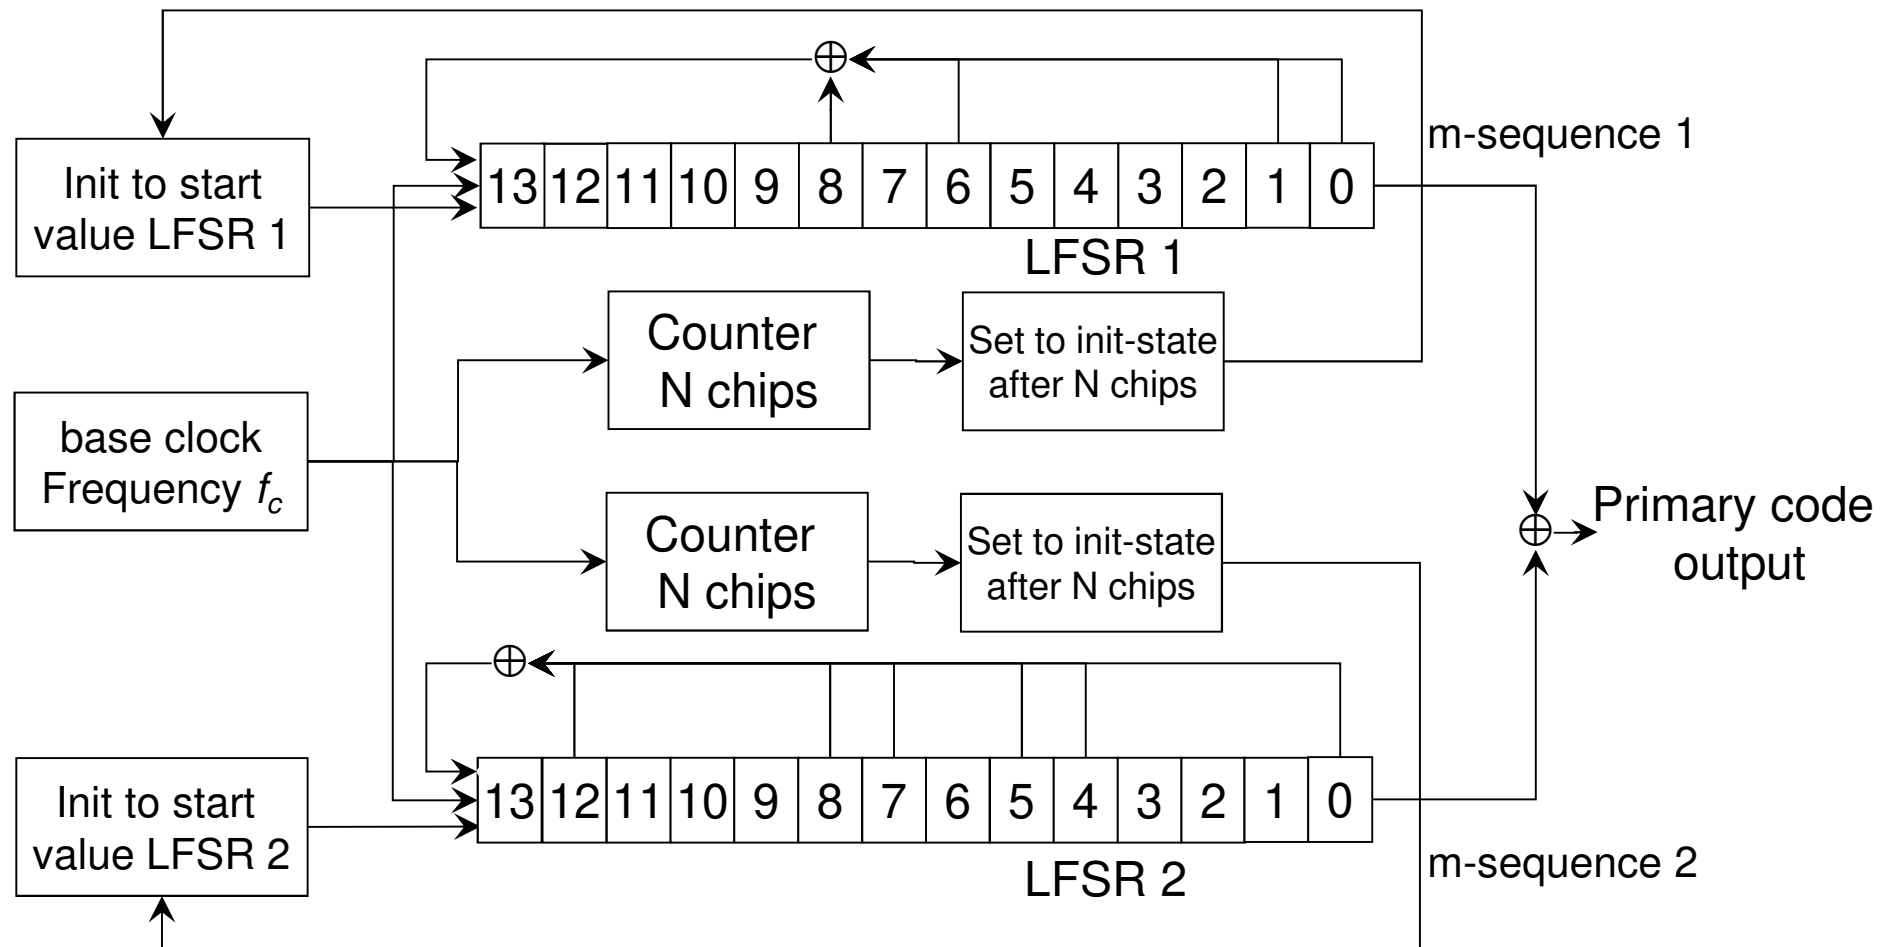 m-sequence 1
Init to start
value LFSR 1
13 12 11 10 9 8 7 6 5 4 3 2 1 0
LFSR 1
Counter
N chips
Set to init-state
after N chips
base clock
Frequency fc
Counter
N chips
Set to init-state
after N chips
Primary code
output
Init to start
value LFSR 2
13 12 11 10 9 8 7 6 5 4 3 2 1 0
LFSR 2
m-sequence 2